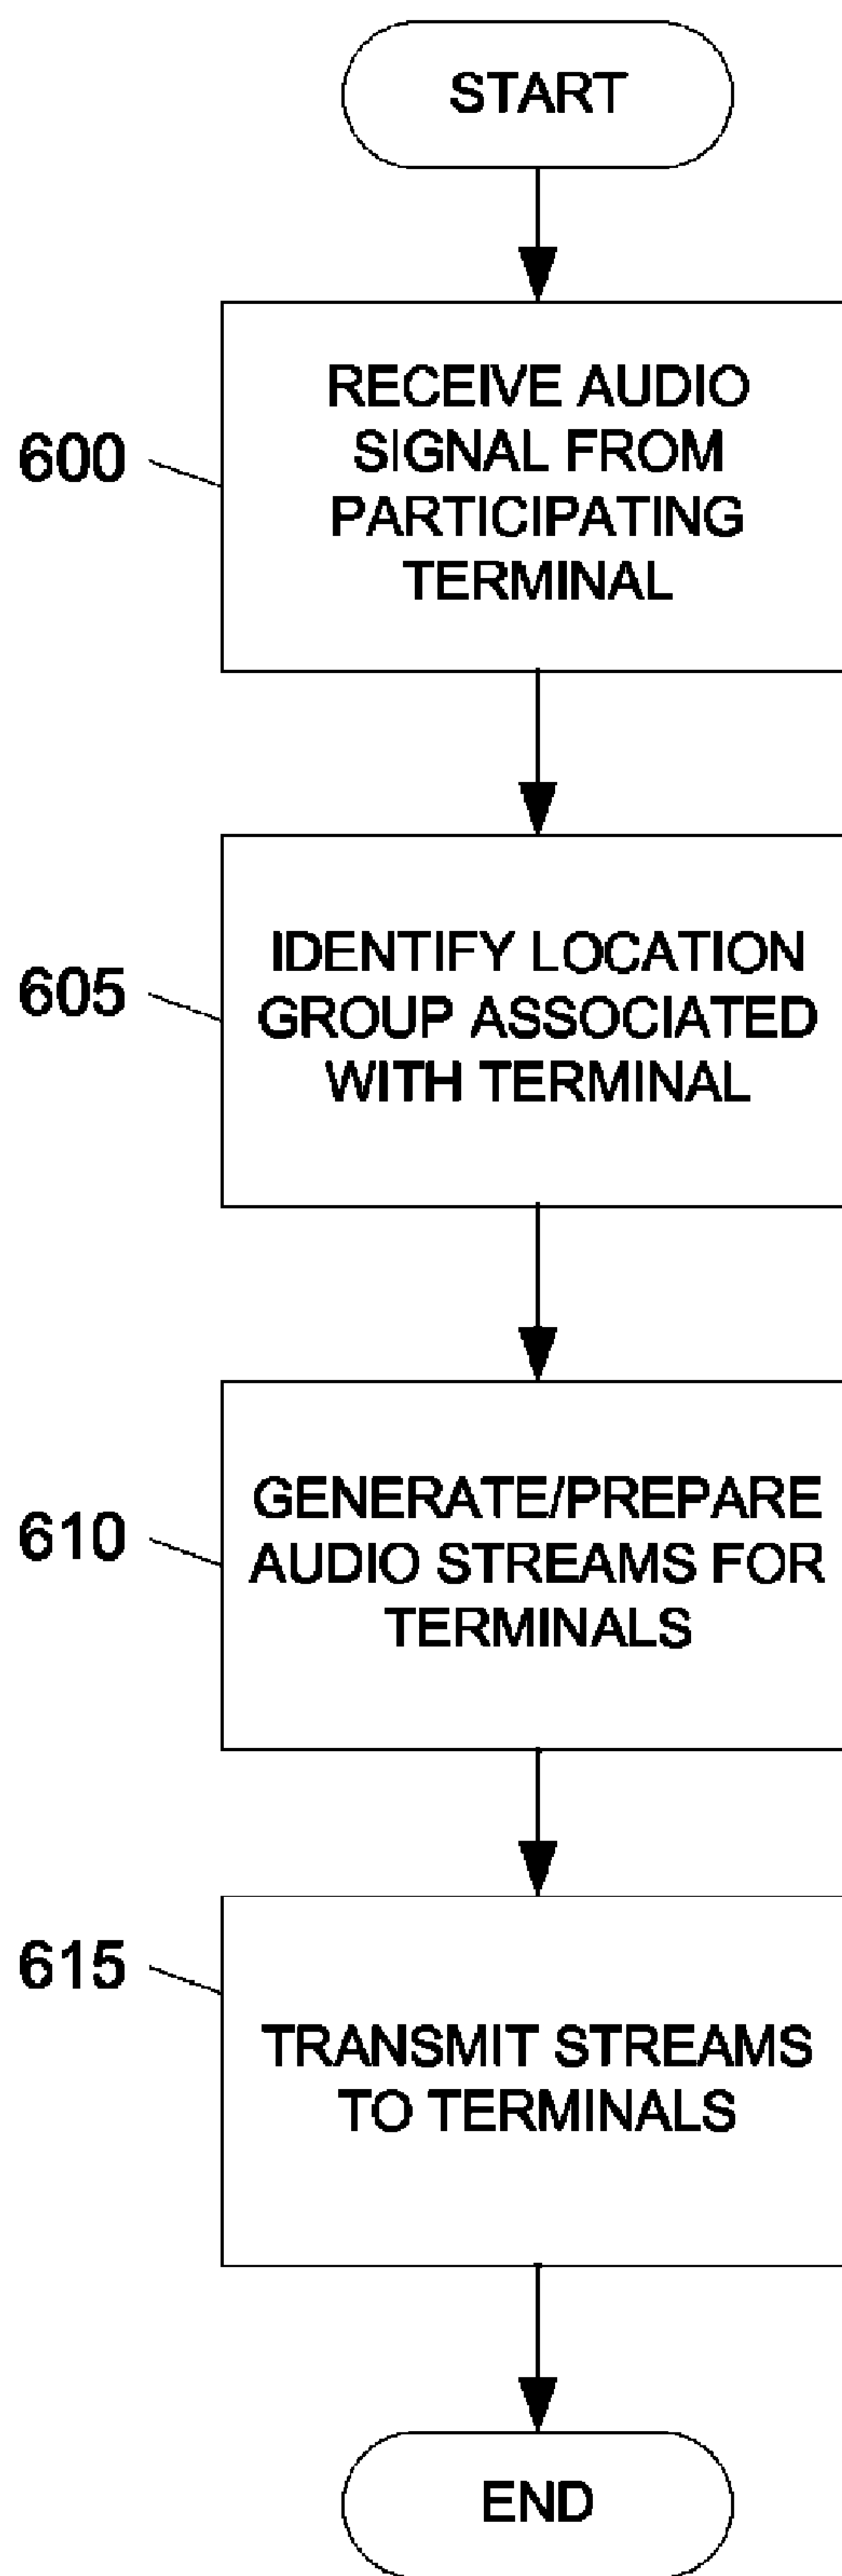 START
600
RECEIVE AUDIO
SIGNAL FROM
PARTICIPATING
TERMINAL
605
IDENTIFY LOCATION
GROUP ASSOCIATED
WITH TERMINAL
610
GENERATE/PREPARE
AUDIO STREAMS FOR
TERMINALS
615
TRANSMIT STREAMS
TO TERMINALS
END